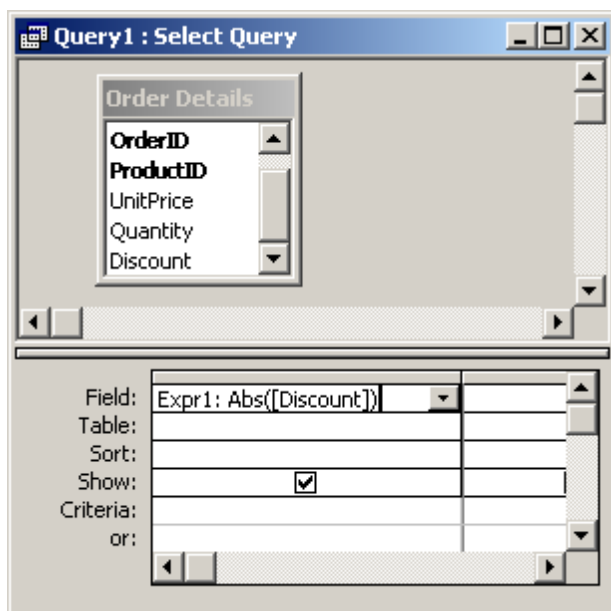 Query1 : Select Query
Order Details
OrderID
ProductID
UnitPrice
Quantity
Discount
Field: Expr1: Abs([Discount])
Table:
Sort:
Show:
Criteria:
or: